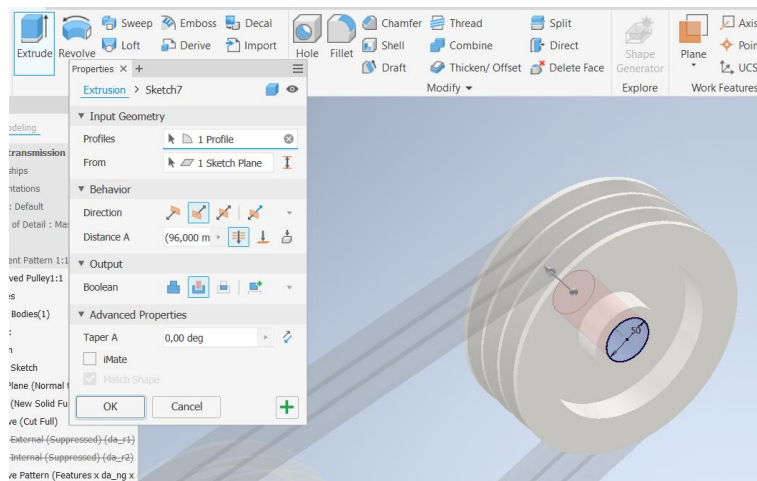 Sweep Emboss Decal Chamfer Thread Split Axis
Extrude Revolve Loft Derive Import Hole Fillet Shell Combine Direct Shape Generator Plane Poin
Draft Thicken/ Offset Delete Face UCS
Modify Explore Work Features
Properties × +
Extrusion > Sketch7
Input Geometry
Profiles 1 Profile
From 1 Sketch Plane
Behavior
Direction
Distance A (96,000 m
Output
Boolean
Advanced Properties
Taper A 0,00 deg
iMate
Match Shape
OK Cancel
odeling
transmission
ships
entations
: Default
of Detail : Mas
ent Pattern 1:1
ved Pulley1:1
es
Bodies(1)
:
n
Sketch
Plane (Normal t
(New Solid Fu
ve (Cut Full)
External (Suppressed) (da_r1)
Internal (Suppressed) (da_r2)
ve Pattern (Features x da_ng x
50